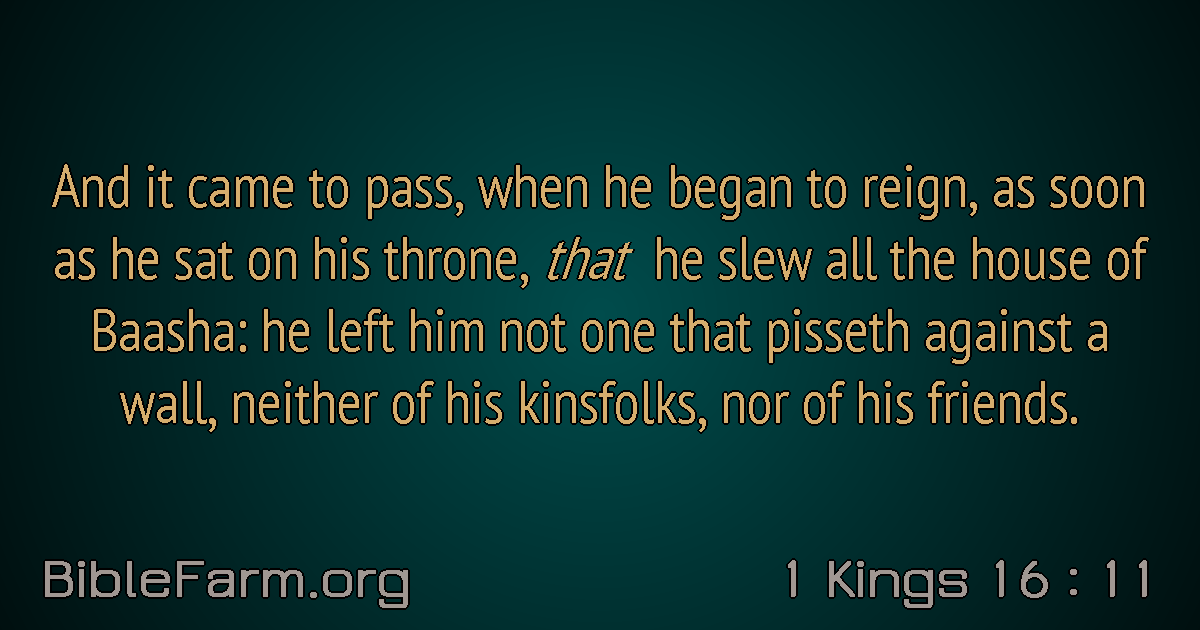 And it came to pass, when he began to reign, as soon
as he sat on his throne, that he slew all the house of
Baasha: he left him not one that pisseth against a
wall, neither of his kinsfolks, nor of his friends.
BibleFarm.org
1 Kings 16 : 11